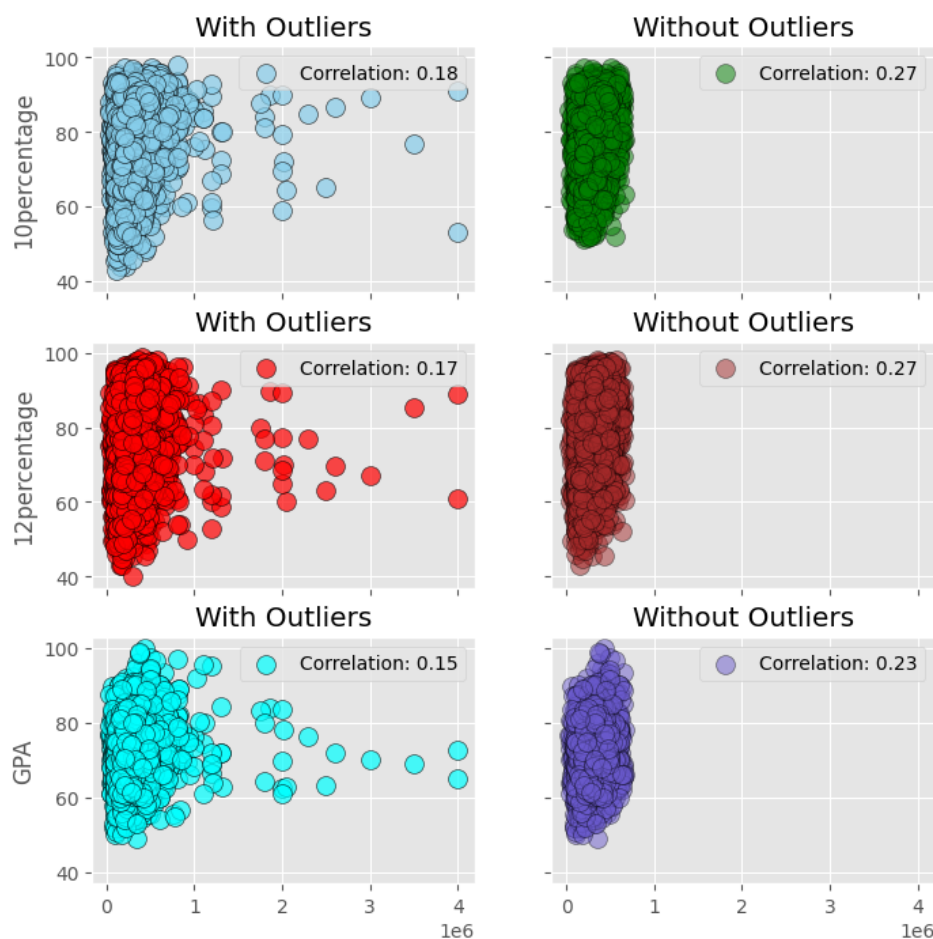 With Outliers
Without Outliers
10percentage
100
80
60
40
Correlation: 0.18
Correlation: 0.27
With Outliers
Without Outliers
12percentage
100
80
60
40
Correlation: 0.17
Correlation: 0.27
With Outliers
Without Outliers
GPA
100
80
60
40
Correlation: 0.15
Correlation: 0.23
0 1 2 3 4
1e6
0 1 2 3 4
1e6